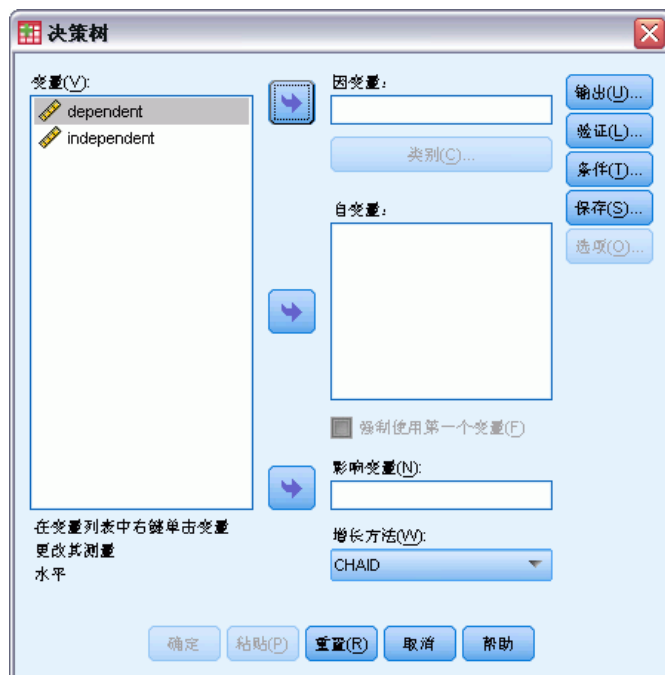 决策树
变量(V):
dependent
independent
在变量列表中右键单击变量
更改其测量
水平
因变量:
类别(C)...
自变量:
强制使用第一个变量(F)
影响变量(N):
增长方法(W):
CHAID
输出(U)...
验证(L)...
条件(T)...
保存(S)...
选项(O)...
确定
粘贴(P)
重置(R)
取消
帮助